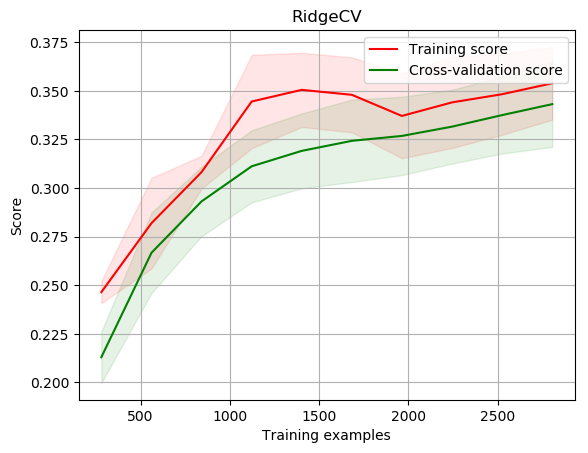 RidgeCV
Training score
Cross-validation score
0.375
0.350
0.325
0.300
0.275
0.250
0.225
0.200
Score
500
1000
1500
2000
2500
Training examples